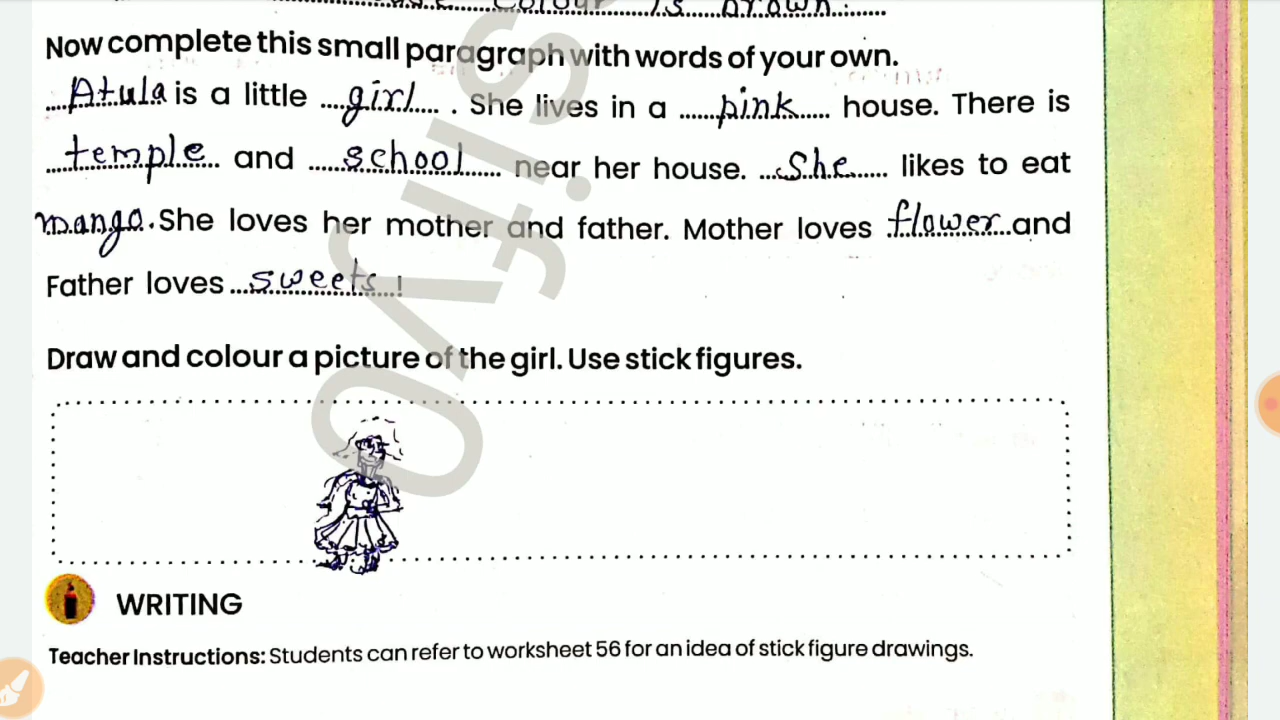 Colour is brown.
Now complete this small paragraph with words of your own.
Atula is a little girl. She lives in a pink house. There is
temple and school near her house. She likes to eat
mango. She loves her mother and father. Mother loves flower and
Father loves sweets!
Draw and colour a picture of the girl. Use stick figures.
WRITING
Teacher Instructions: Students can refer to worksheet 56 for an idea of stick figure drawings.